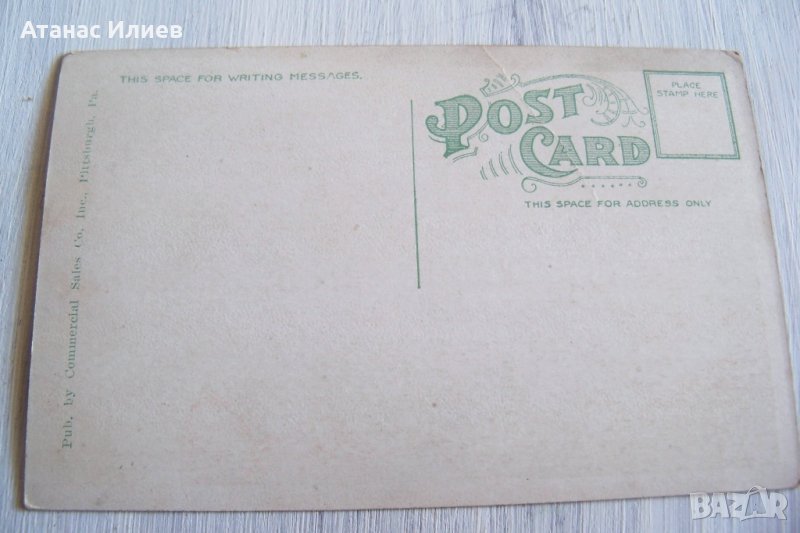 Атанас Илиев
THIS SPACE FOR WRITING MESSAGES.
POST
CARD
PLACE
STAMP HERE
THIS SPACE FOR ADDRESS ONLY
Pub. by Commercial Sales Co. Inc., Pittsburgh, Pa.
BAZAR